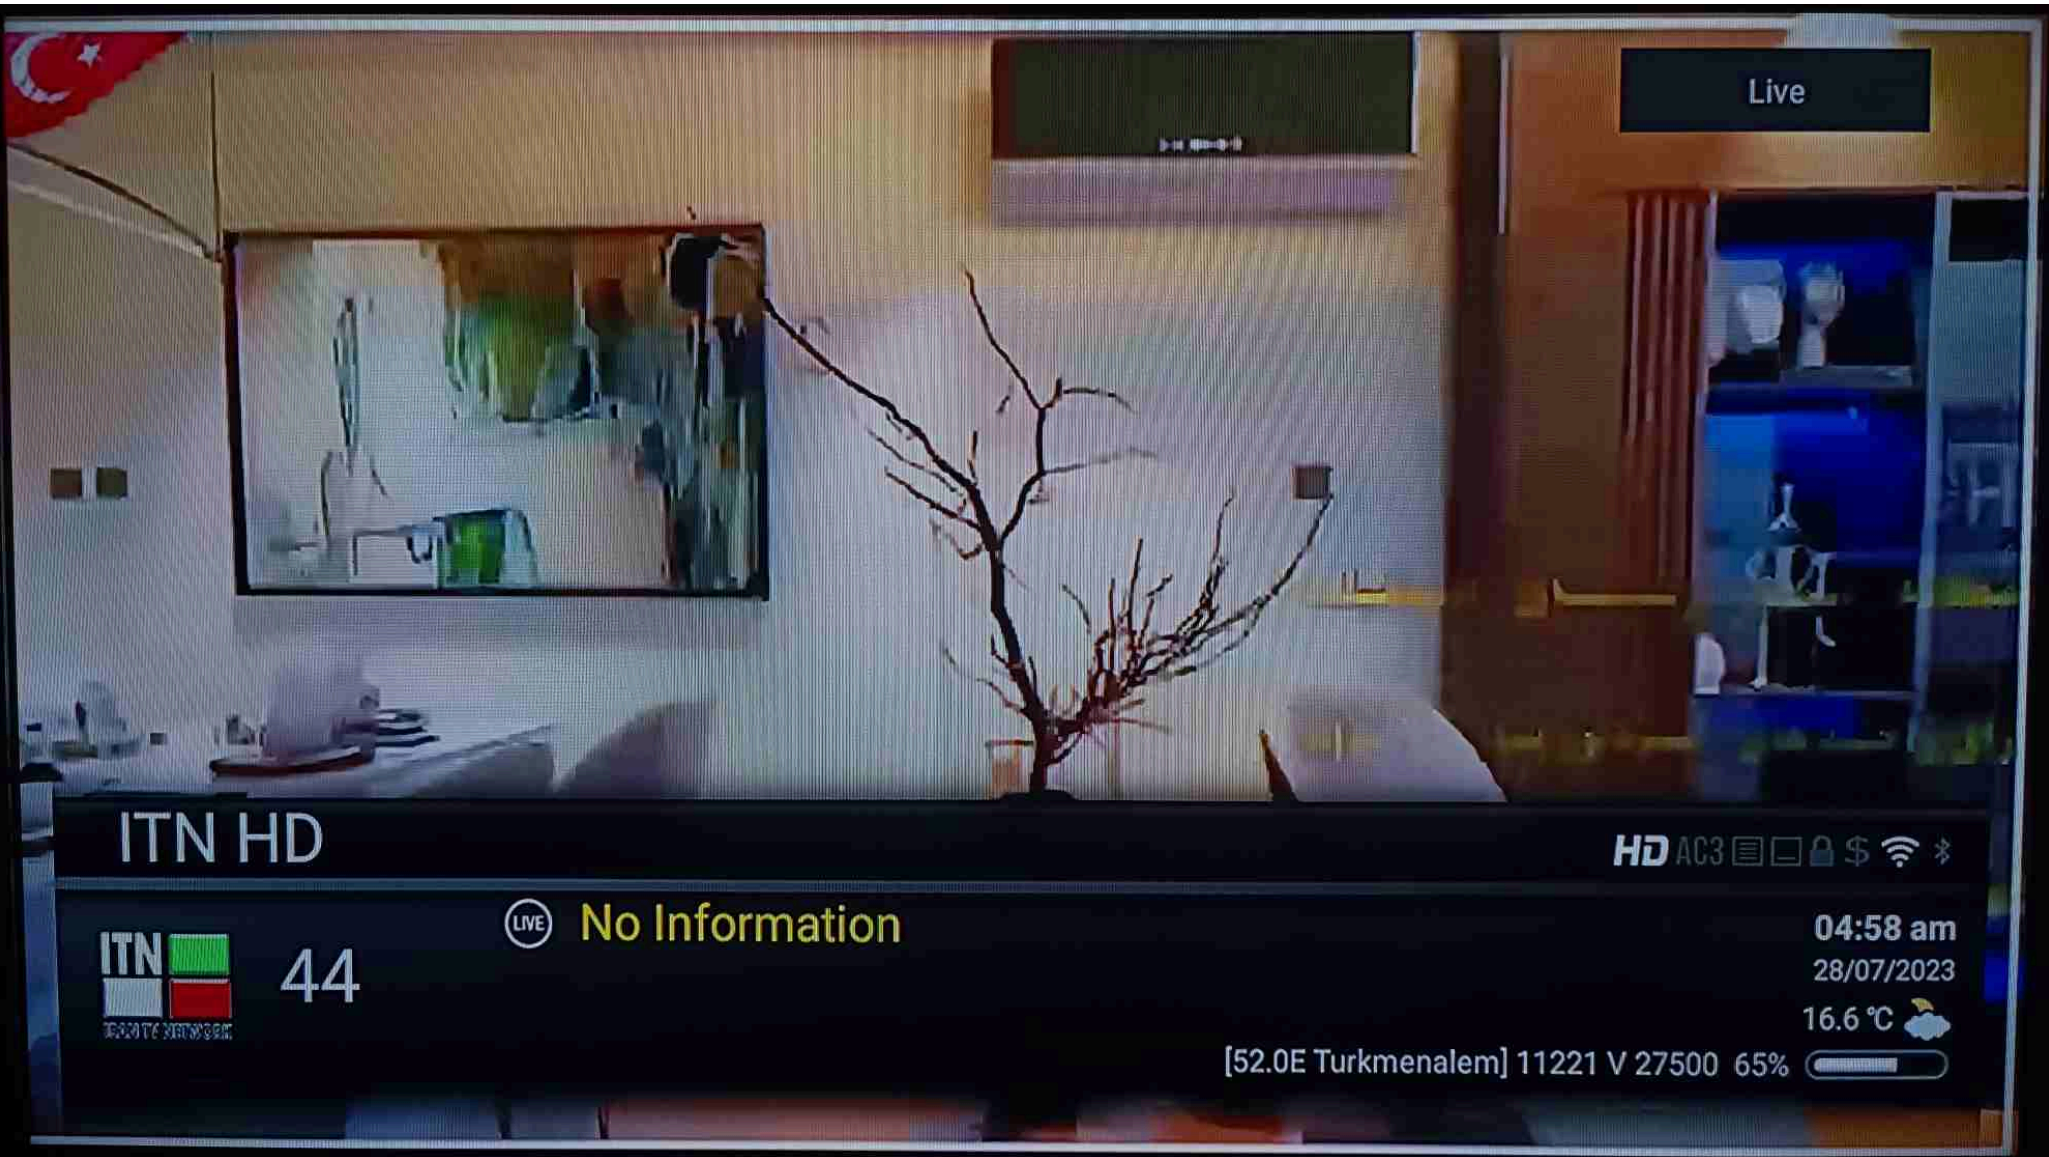 Live
ITN HD
HD AC3 $
ITN
44
LIVE No Information
04:58 am
28/07/2023
16.6 °C
[52.0E Turkmenalem] 11221 V 27500 65%